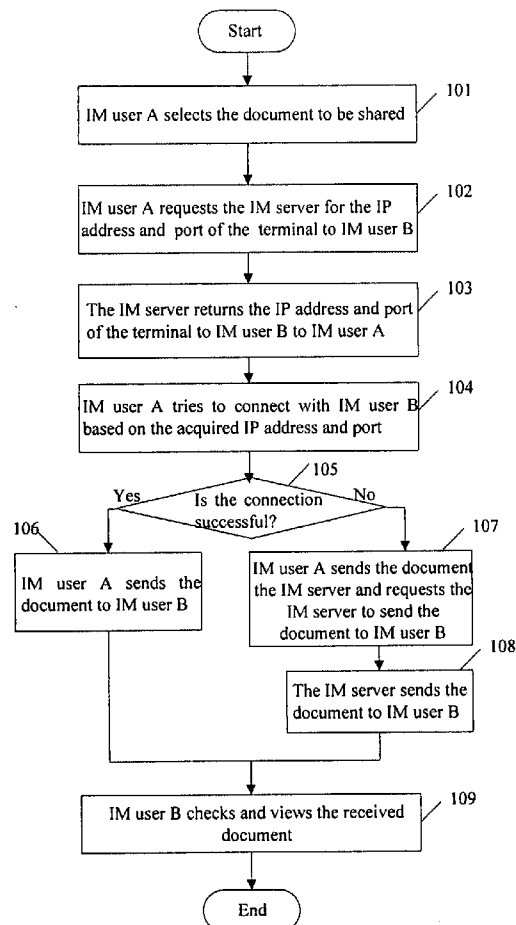 Start
101
IM user A selects the document to be shared
102
IM user A requests the IM server for the IP
address and port of the terminal to IM user B
103
The IM server returns the IP address and port
of the terminal to IM user B to IM user A
104
IM user A tries to connect with IM user B
based on the acquired IP address and port
105
Yes
Is the connection
successful?
No
106
IM user A sends the
document to IM user B
107
IM user A sends the document
the IM server and requests the
IM server to send the
document to IM user B
108
The IM server sends the
document to IM user B
109
IM user B checks and views the received
document
End